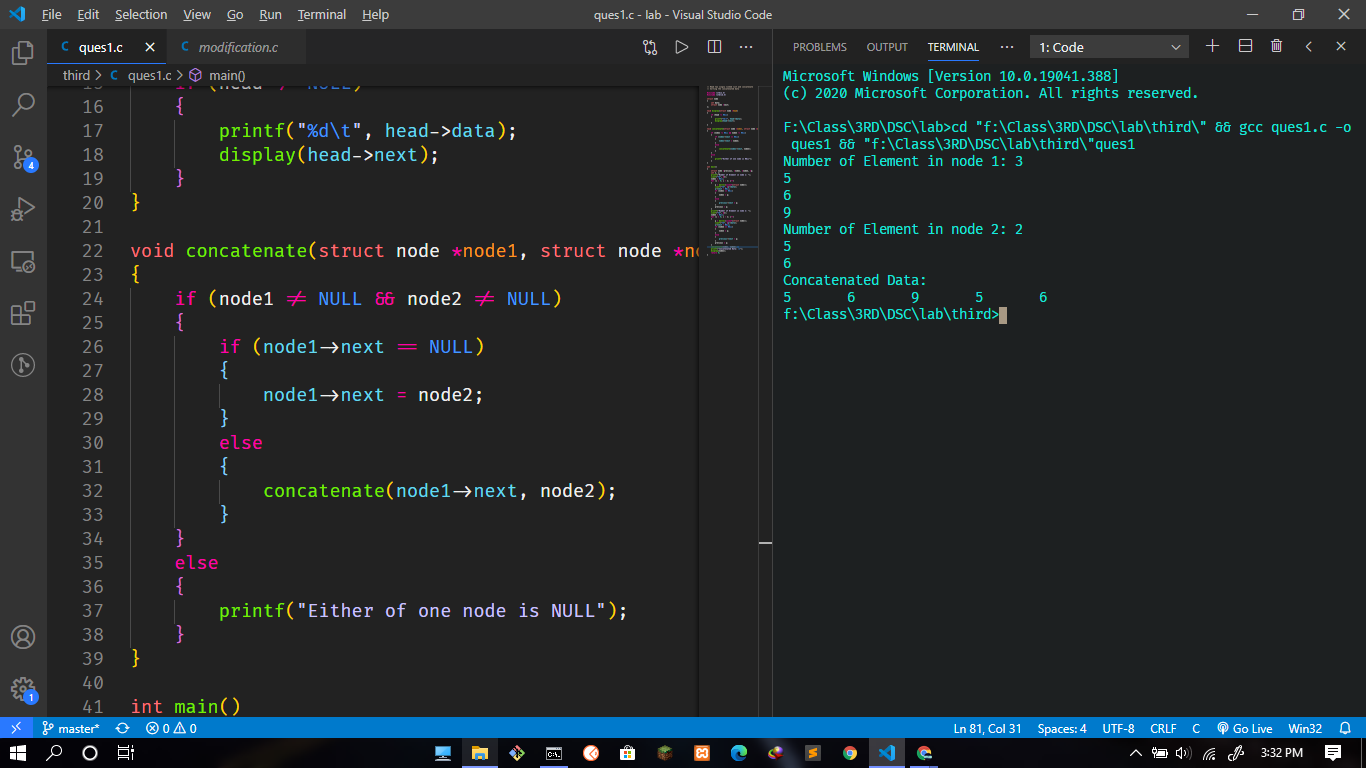 File Edit Selection View Go Run Terminal Help ques1.c - lab - Visual Studio Code
ques1.c modification.c
third > ques1.c > main()
16 {
17 printf("%d\t", head->data);
18 display(head->next);
19 }
20 }
21
22 void concatenate(struct node *node1, struct node *no
23 {
24 if (node1 != NULL && node2 != NULL)
25 {
26 if (node1->next == NULL)
27 {
28 node1->next = node2;
29 }
30 else
31 {
32 concatenate(node1->next, node2);
33 }
34 }
35 else
36 {
37 printf("Either of one node is NULL");
38 }
39 }
40
41 int main()
PROBLEMS OUTPUT TERMINAL ... 1: Code
Microsoft Windows [Version 10.0.19041.388]
(c) 2020 Microsoft Corporation. All rights reserved.
F:\Class\3RD\DSC\lab>cd "f:\Class\3RD\DSC\lab\third\" && gcc ques1.c -o
ques1 && "f:\Class\3RD\DSC\lab\third\"ques1
Number of Element in node 1: 3
5
6
9
Number of Element in node 2: 2
5
6
Concatenated Data:
5 6 9 5 6
f:\Class\3RD\DSC\lab\third>
4
1
master* 0 0 Ln 81, Col 31 Spaces: 4 UTF-8 CRLF C Go Live Win32
3:32 PM